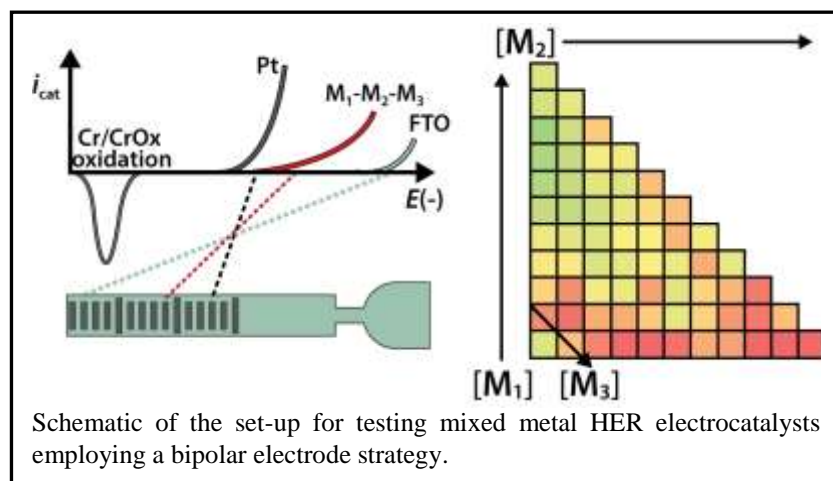 i_cat
Pt
M₁-M₂-M₃
Cr/CrOx
oxidation
FTO
E(-)
[M₂]
[M₁]
[M₃]
Schematic of the set-up for testing mixed metal HER electrocatalysts
employing a bipolar electrode strategy.